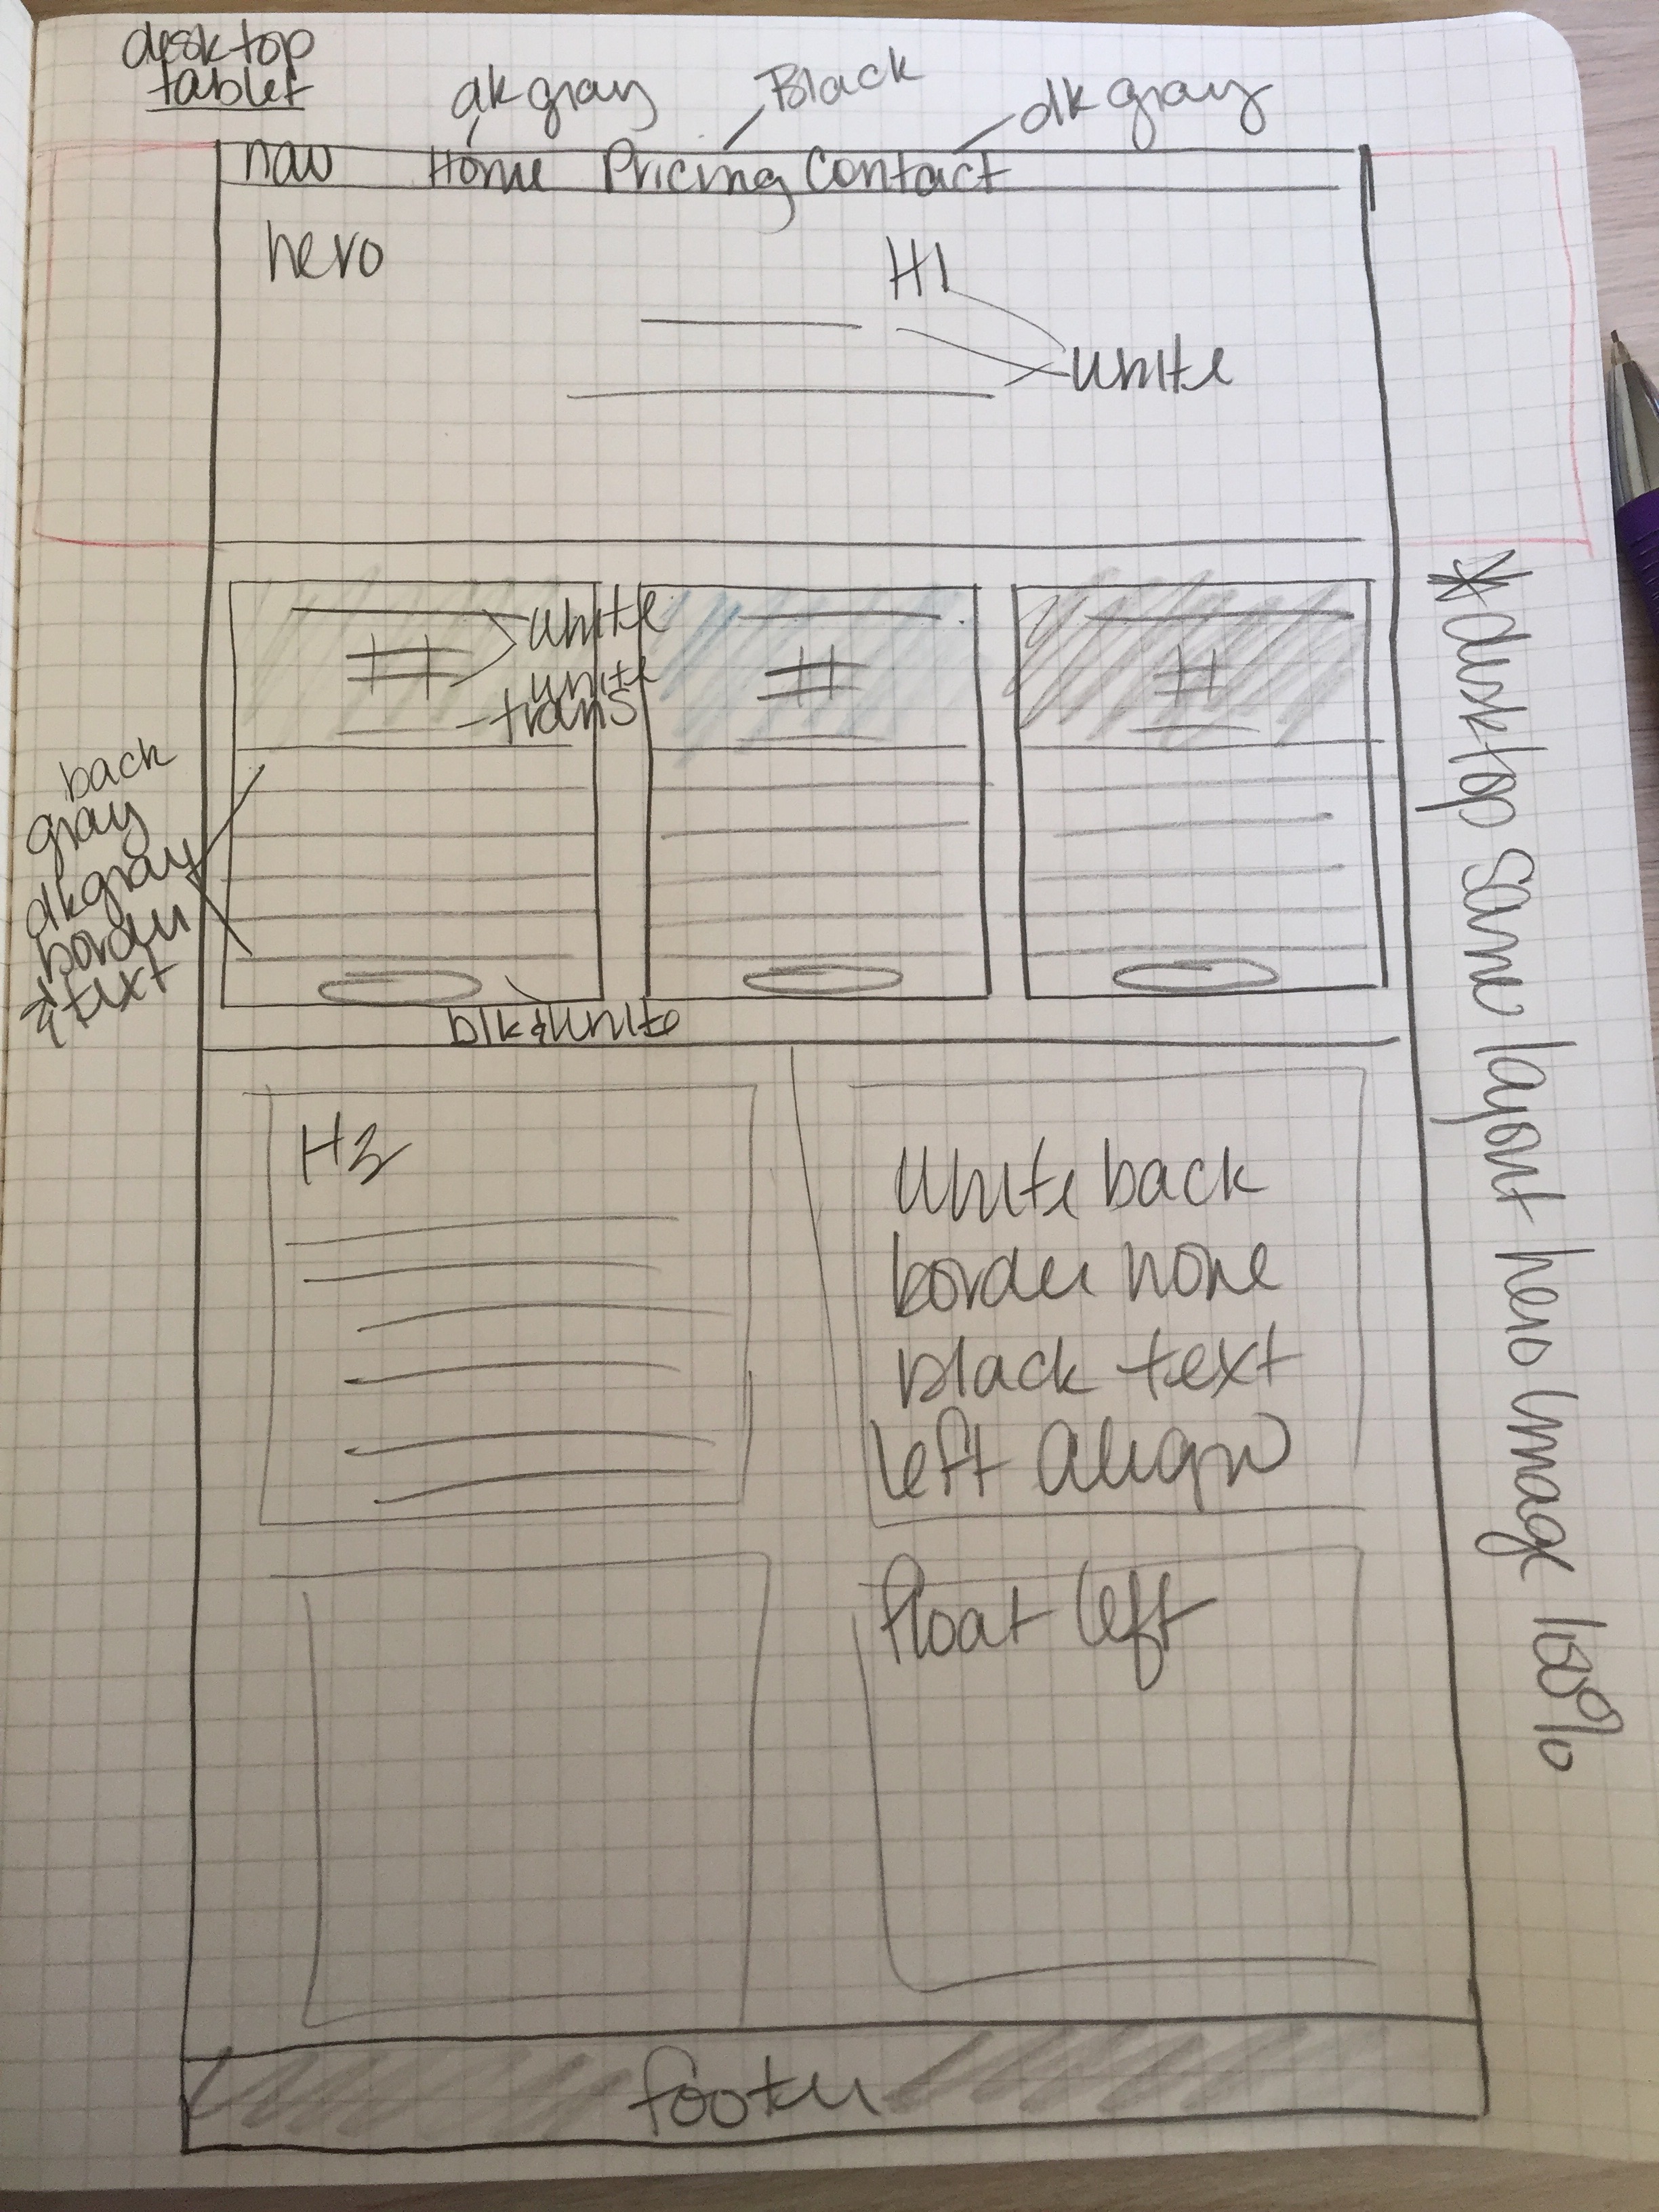 desktop
tablet
dk gray
Black
dk gray
nav Home Pricing Contact
hero
H1
white
white
white
trans
#
#
#
back
gray
dkgray
border
& text
blk & white
H3
white back
border none
black text
left align
float left
footer
*desktop same layout hero image 100%